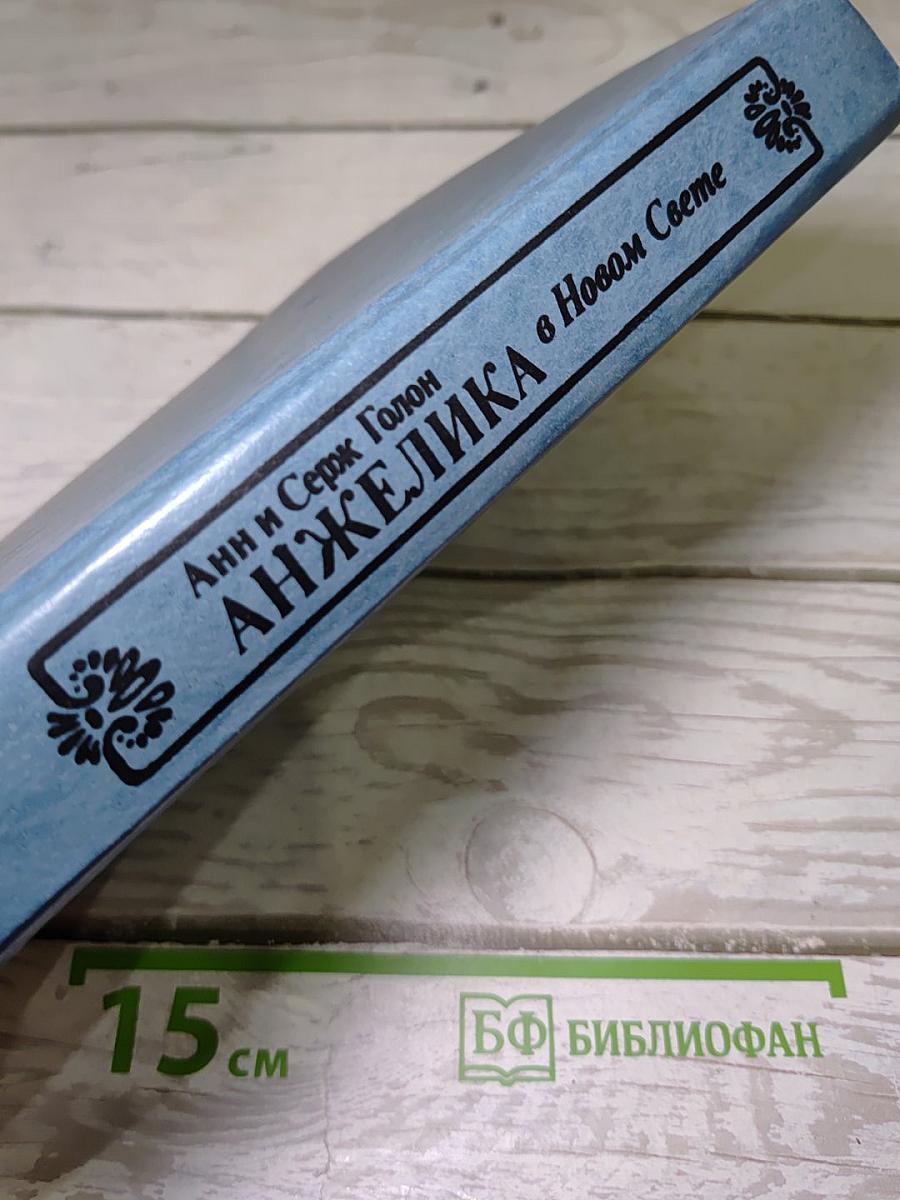 Анн и Серж Голон
АНЖЕЛИКА в Новом Свете
15 см
БФ БИБЛИОФАН